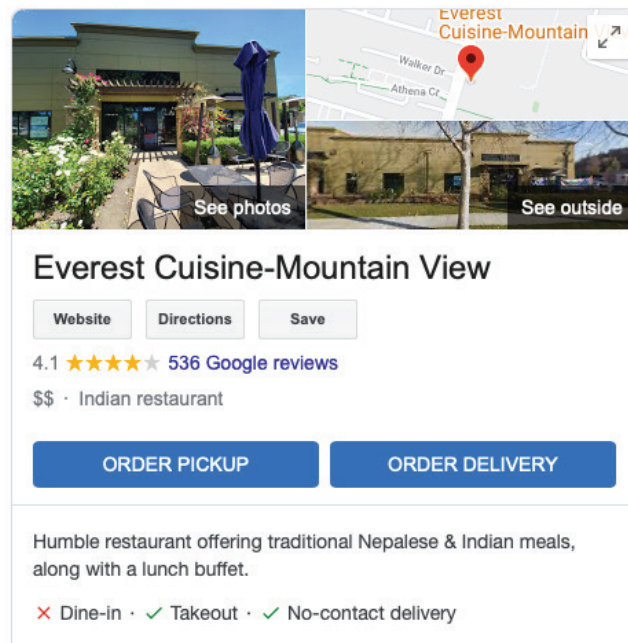 Everest
Cuisine-Mountain
Walker Dr
Athena Ct
See photos
See outside
Everest Cuisine-Mountain View
Website
Directions
Save
4.1 ★★★★★ 536 Google reviews
$$ · Indian restaurant
ORDER PICKUP
ORDER DELIVERY
Humble restaurant offering traditional Nepalese & Indian meals,
along with a lunch buffet.
✕ Dine-in · ✓ Takeout · ✓ No-contact delivery